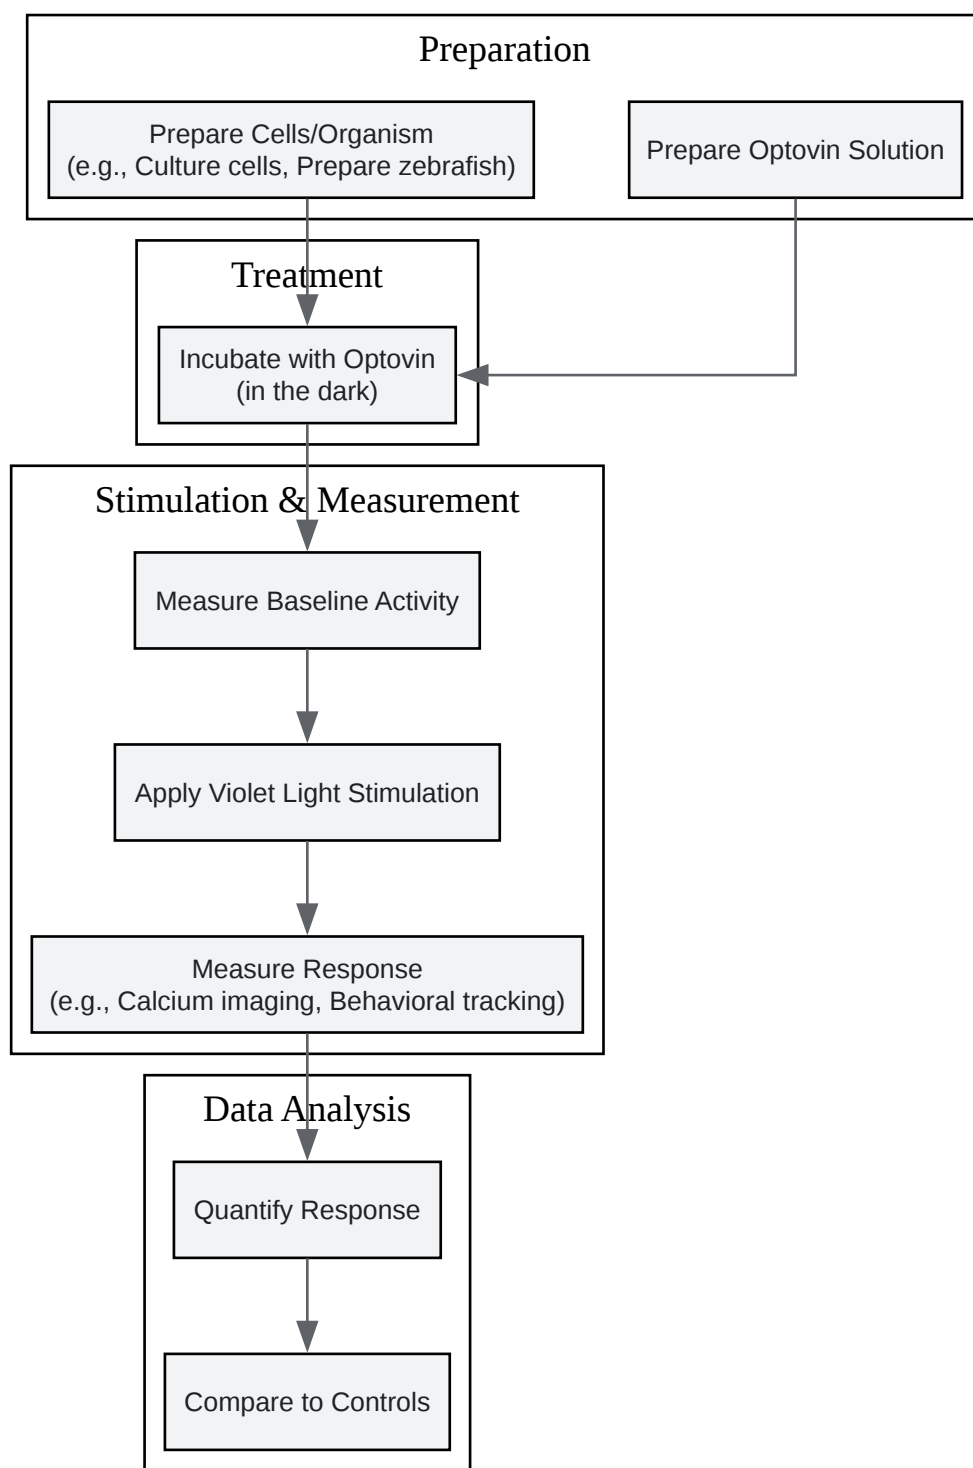 Preparation
Prepare Cells/Organism
(e.g., Culture cells, Prepare zebrafish)
Prepare Optovin Solution
Treatment
Incubate with Optovin
(in the dark)
Stimulation & Measurement
Measure Baseline Activity
Apply Violet Light Stimulation
Measure Response
(e.g., Calcium imaging, Behavioral tracking)
Data Analysis
Quantify Response
Compare to Controls